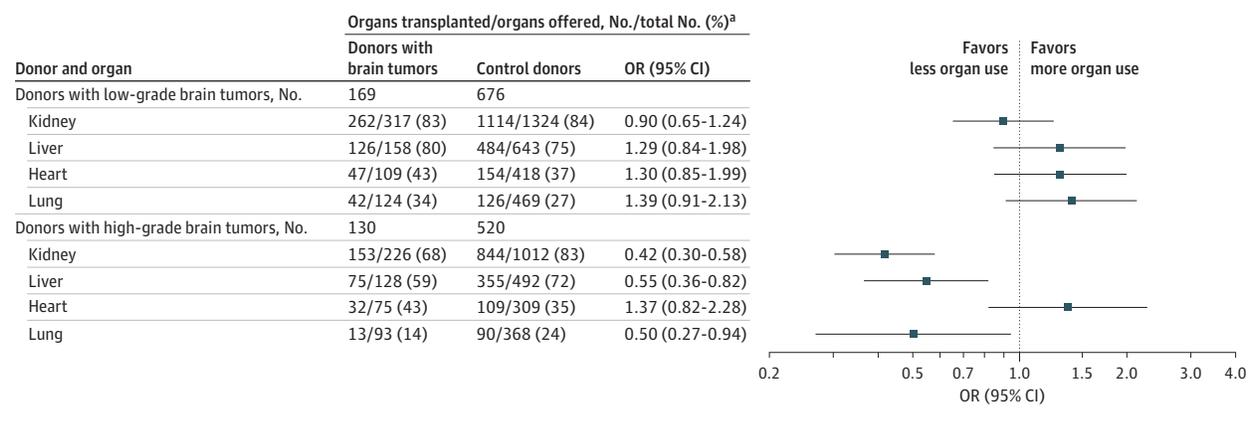 Organs transplanted/organs offered, No./total No. (%)a
Donor and organ Donors with brain tumors Control donors OR (95% CI) Favors less organ use Favors more organ use
Donors with low-grade brain tumors, No. 169 676
Kidney 262/317 (83) 1114/1324 (84) 0.90 (0.65-1.24)
Liver 126/158 (80) 484/643 (75) 1.29 (0.84-1.98)
Heart 47/109 (43) 154/418 (37) 1.30 (0.85-1.99)
Lung 42/124 (34) 126/469 (27) 1.39 (0.91-2.13)
Donors with high-grade brain tumors, No. 130 520
Kidney 153/226 (68) 844/1012 (83) 0.42 (0.30-0.58)
Liver 75/128 (59) 355/492 (72) 0.55 (0.36-0.82)
Heart 32/75 (43) 109/309 (35) 1.37 (0.82-2.28)
Lung 13/93 (14) 90/368 (24) 0.50 (0.27-0.94)
0.2 0.5 0.7 1.0 1.5 2.0 3.0 4.0
OR (95% CI)